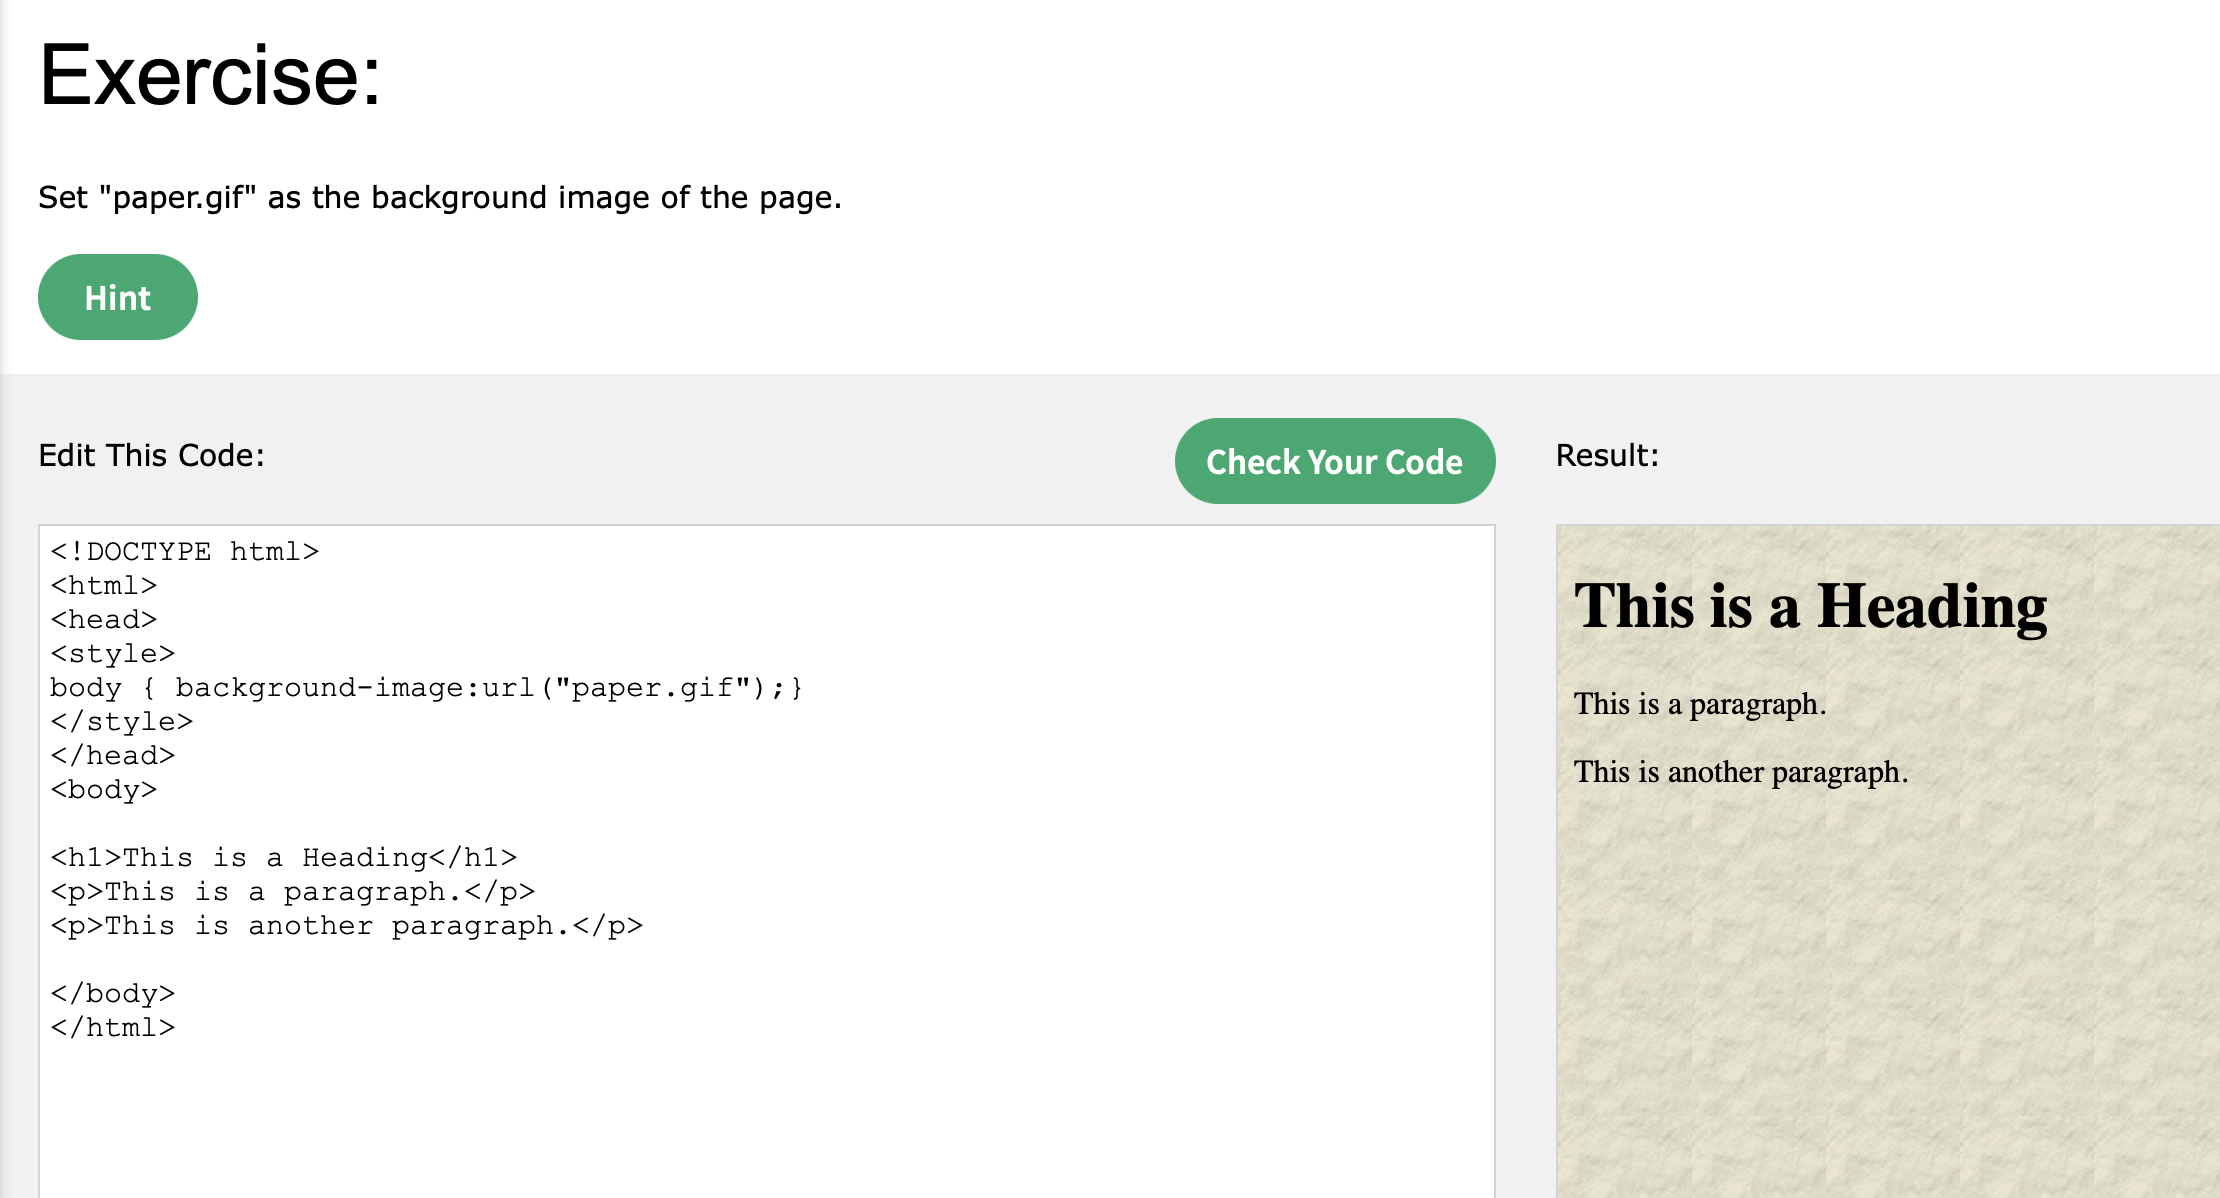 Exercise:
Set "paper.gif" as the background image of the page.
Hint
Edit This Code:
Check Your Code
<!DOCTYPE html>
<html>
<head>
<style>
body { background-image:url("paper.gif");}
</style>
</head>
<body>
<h1>This is a Heading</h1>
<p>This is a paragraph.</p>
<p>This is another paragraph.</p>
</body>
</html>
Result:
This is a Heading
This is a paragraph.
This is another paragraph.